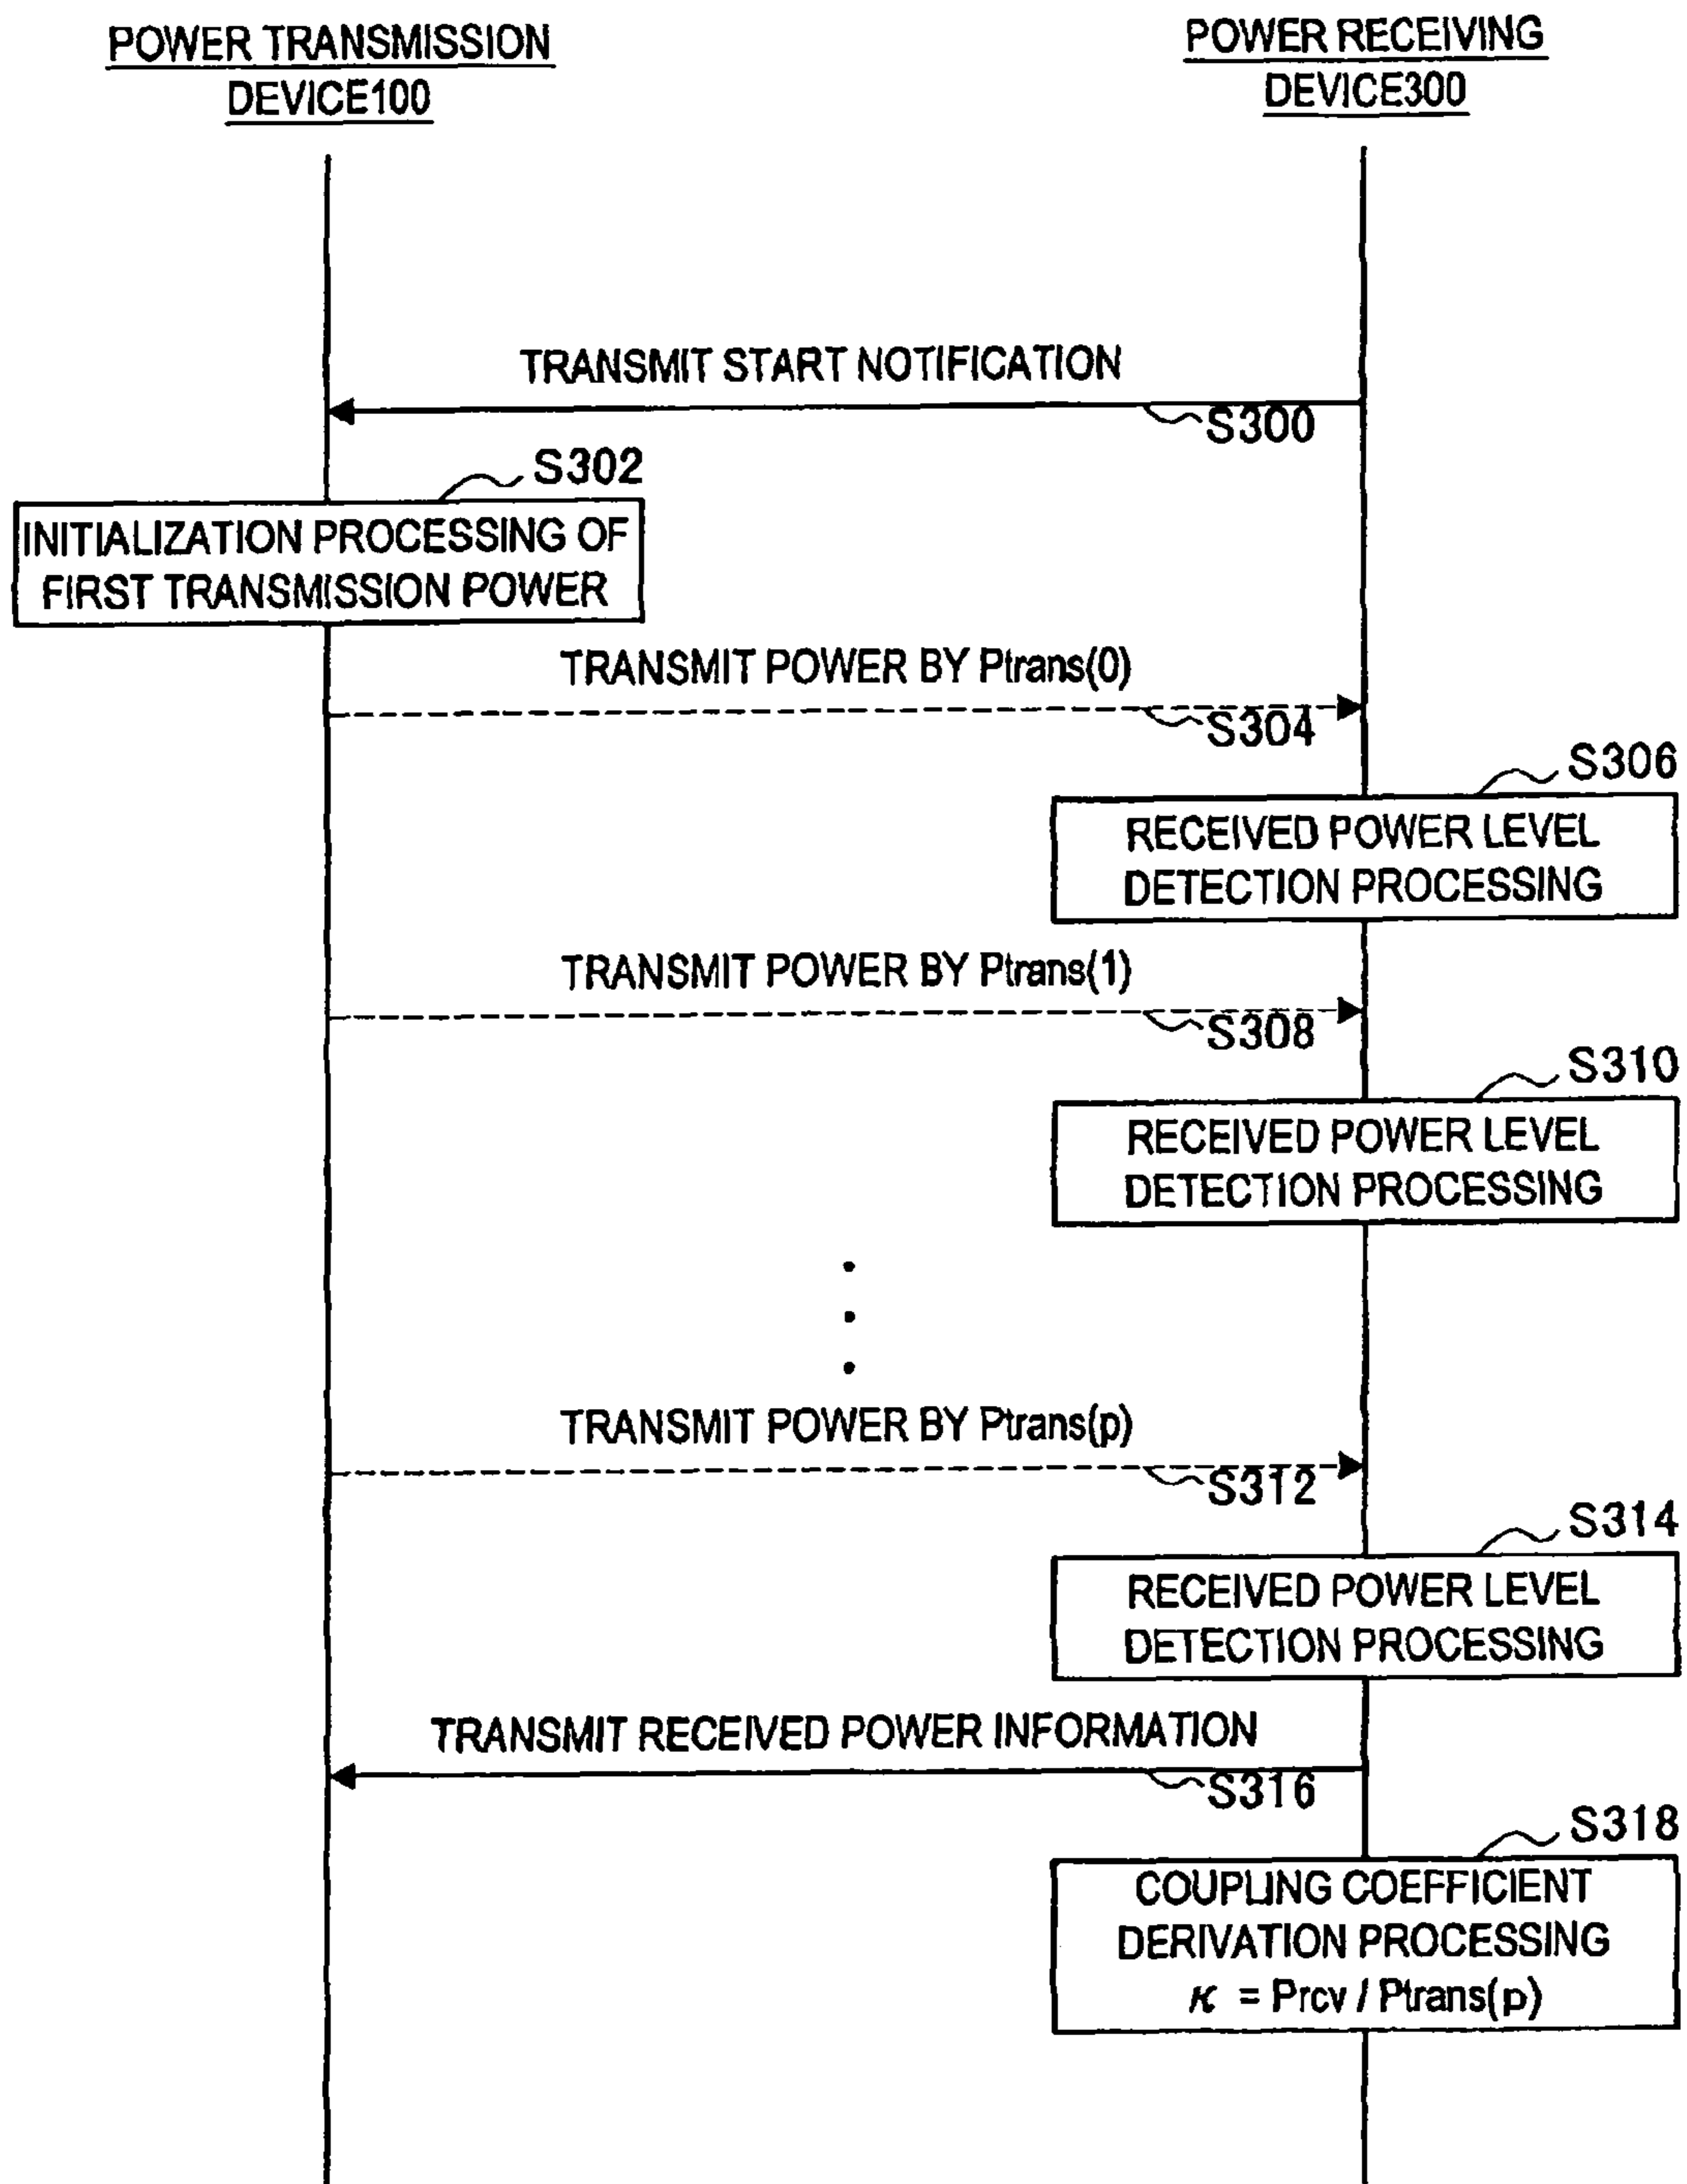 POWER TRANSMISSION
DEVICE100
POWER RECEIVING
DEVICE300
TRANSMIT START NOTIFICATION
S300
S302
INITIALIZATION PROCESSING OF
FIRST TRANSMISSION POWER
TRANSMIT POWER BY Ptrans(0)
S304
S306
RECEIVED POWER LEVEL
DETECTION PROCESSING
TRANSMIT POWER BY Ptrans(1)
S308
S310
RECEIVED POWER LEVEL
DETECTION PROCESSING
TRANSMIT POWER BY Ptrans(p)
S312
S314
RECEIVED POWER LEVEL
DETECTION PROCESSING
TRANSMIT RECEIVED POWER INFORMATION
S316
S318
COUPLING COEFFICIENT
DERIVATION PROCESSING
κ = Prcv / Ptrans(p)